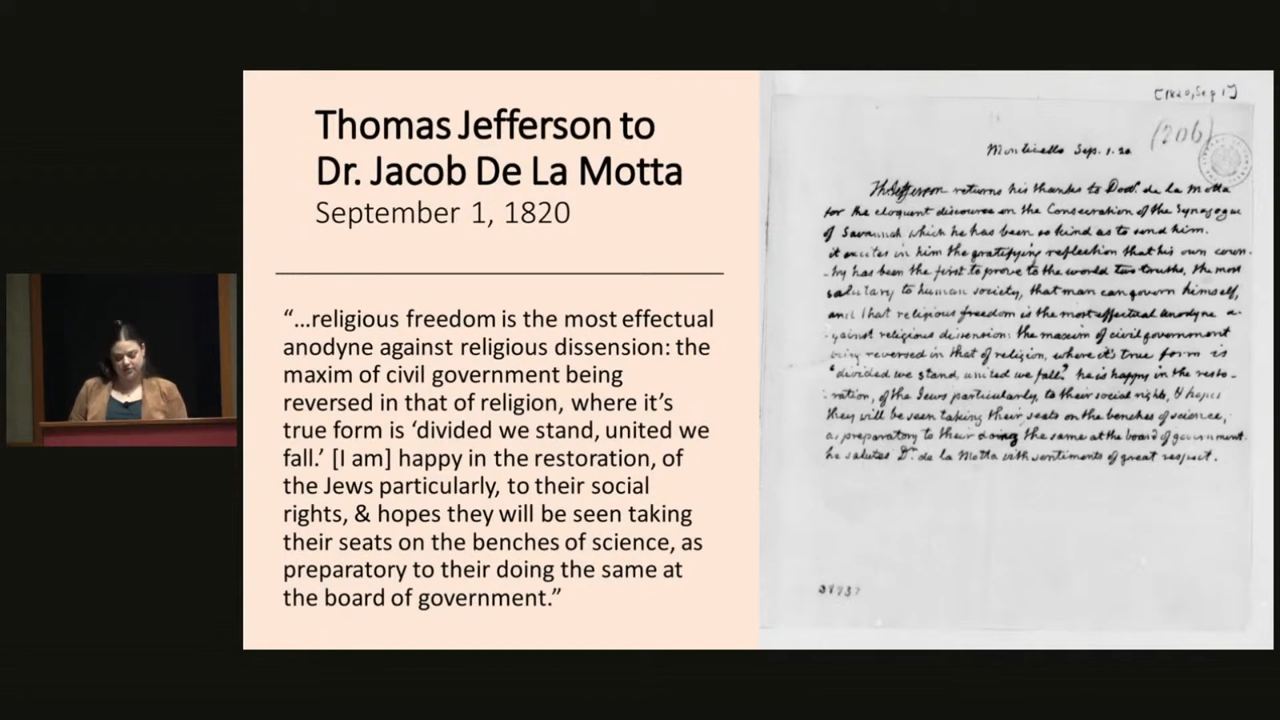 Thomas Jefferson to
Dr. Jacob De La Motta
September 1, 1820
“…religious freedom is the most effectual
anodyne against religious dissension: the
maxim of civil government being
reversed in that of religion, where it’s
true form is ‘divided we stand, united we
fall.’ [I am] happy in the restoration, of
the Jews particularly, to their social
rights, & hopes they will be seen taking
their seats on the benches of science, as
preparatory to their doing the same at
the board of government.”
[1820, Sep 1]
(206)
Monticello Sep. 1. 20
Th Jefferson returns his thanks to Doct. de la Motta
for the eloquent discourse on the Consecration of the Synagogue
of Savannah which he has been so kind as to send him.
it excites in him the gratifying reflection that his own coun-
-try has been the first to prove to the world two truths, the most
salutary to human society, that man can govern himself,
and that religious freedom is the most effectual anodyne a-
-gainst religious dissension: the maxim of civil government
being reversed in that of religion, where it's true form is
'divided we stand, united we fall.' he is happy in the resto-
-ration, of the Jews particularly, to their social rights, & hopes
they will be seen taking their seats on the benches of science,
as preparatory to their doing the same at the board of government.
he salutes Dr. de la Motta with sentiments of great respect.